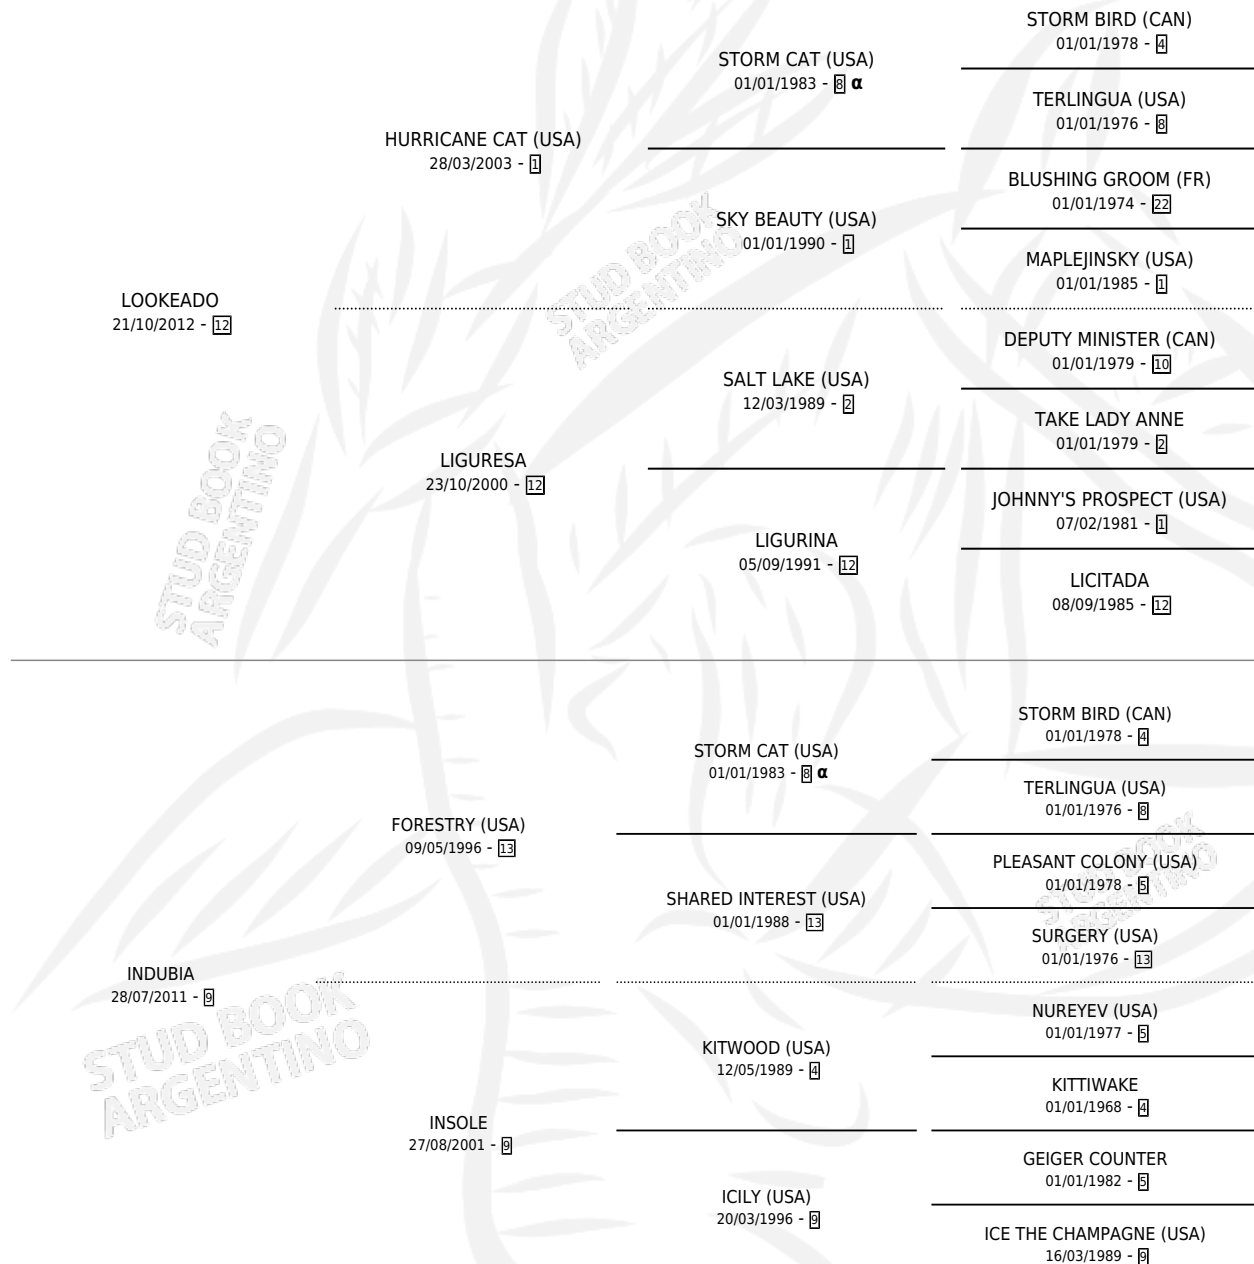 LOOKEADO
21/10/2012 - 12
HURRICANE CAT (USA)
28/03/2003 - 1
STORM CAT (USA)
01/01/1983 - 8 α
STORM BIRD (CAN)
01/01/1978 - 4
TERLINGUA (USA)
01/01/1976 - 8
SKY BEAUTY (USA)
01/01/1990 - 1
BLUSHING GROOM (FR)
01/01/1974 - 22
MAPLEJINSKY (USA)
01/01/1985 - 1
LIGURESA
23/10/2000 - 12
SALT LAKE (USA)
12/03/1989 - 2
DEPUTY MINISTER (CAN)
01/01/1979 - 10
TAKE LADY ANNE
01/01/1979 - 2
LIGURINA
05/09/1991 - 12
JOHNNY'S PROSPECT (USA)
07/02/1981 - 1
LICITADA
08/09/1985 - 12
INDUBIA
28/07/2011 - 9
FORESTRY (USA)
09/05/1996 - 13
STORM CAT (USA)
01/01/1983 - 8 α
STORM BIRD (CAN)
01/01/1978 - 4
TERLINGUA (USA)
01/01/1976 - 8
SHARED INTEREST (USA)
01/01/1988 - 13
PLEASANT COLONY (USA)
01/01/1978 - 5
SURGERY (USA)
01/01/1976 - 13
INSOLE
27/08/2001 - 9
KITWOOD (USA)
12/05/1989 - 4
NUREYEV (USA)
01/01/1977 - 5
KITTIWAKE
01/01/1968 - 4
ICILY (USA)
20/03/1996 - 9
GEIGER COUNTER
01/01/1982 - 5
ICE THE CHAMPAGNE (USA)
16/03/1989 - 9
STUD BOOK
ARGENTINO
STUD BOOK
ARGENTINO
STUD BOOK
ARGENTINO
STUD BOOK
ARGENTINO